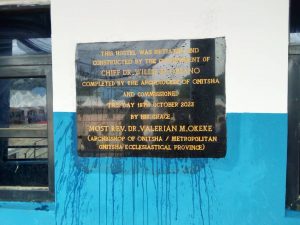 THIS HOSTEL WAS INITIATED AND
CONSTRUCTED BY THE GOVERNMENT OF
CHIEF DR. WILLIE M. OBIANO
COMPLETED BY THE ARCHDIOCESE OF ONITSHA
AND COMMISSIONED
THIS DAY 18TH OCTOBER 2023
BY HIS GRACE
MOST REV. DR. VALERIAN M. OKEKE
(ARCHBISHOP OF ONITSHA / METROPOLITAN
ONITSHA ECCLESIASTICAL PROVINCE)